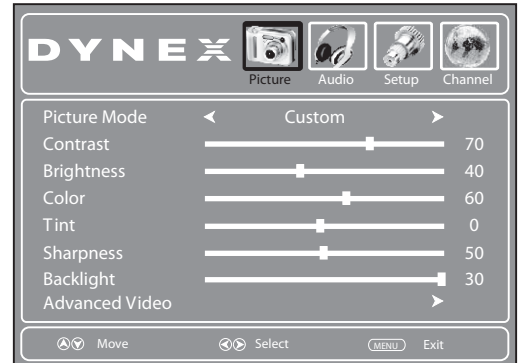 DYNEX
Picture Audio Setup Channel
Picture Mode Custom
Contrast 70
Brightness 40
Color 60
Tint 0
Sharpness 50
Backlight 30
Advanced Video
Move Select MENU Exit